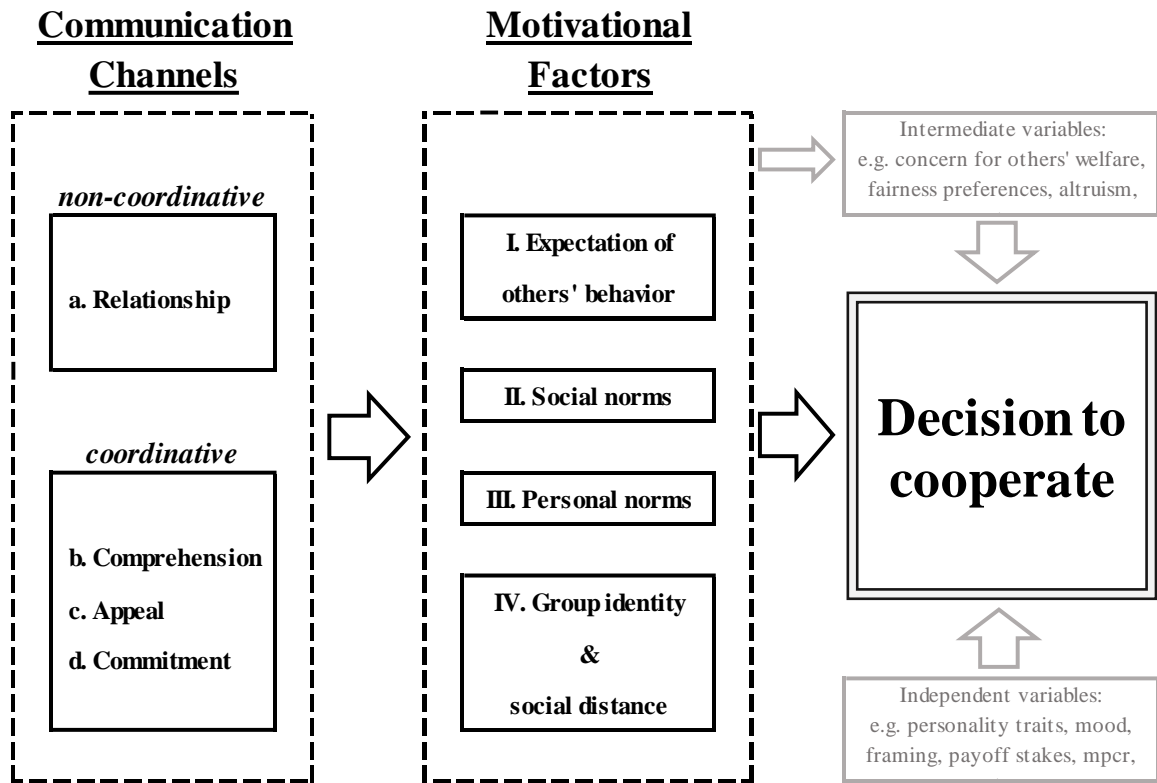 Communication
Channels
non-coordinative
a. Relationship
coordinative
b. Comprehension
c. Appeal
d. Commitment
Motivational
Factors
I. Expectation of
others' behavior
II. Social norms
III. Personal norms
IV. Group identity
&
social distance
Intermediate variables:
e.g. concern for others' welfare,
fairness preferences, altruism,
Decision to
cooperate
Independent variables:
e.g. personality traits, mood,
framing, payoff stakes, mpcr,